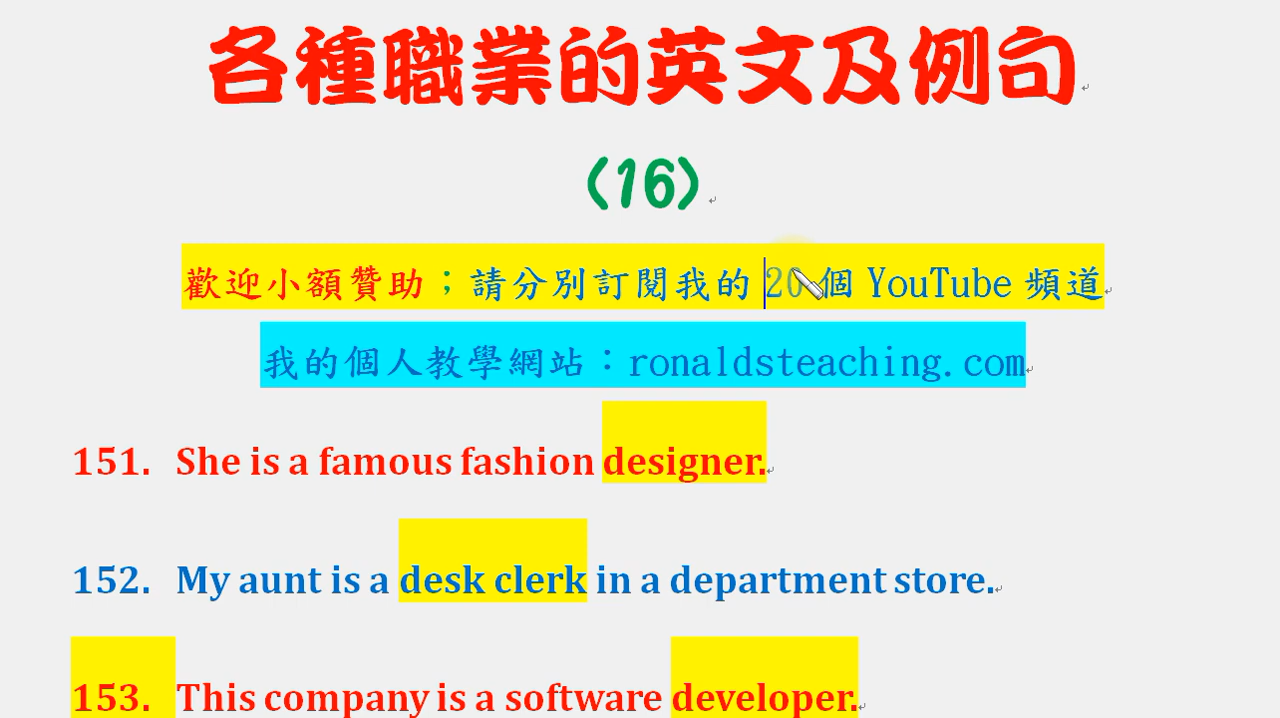 各種職業的英文及例句
(16)
歡迎小額贊助；請分別訂閱我的 20 個 YouTube 頻道
我的個人教學網站：ronaldsteaching.com
151. She is a famous fashion designer.
152. My aunt is a desk clerk in a department store.
153. This company is a software developer.